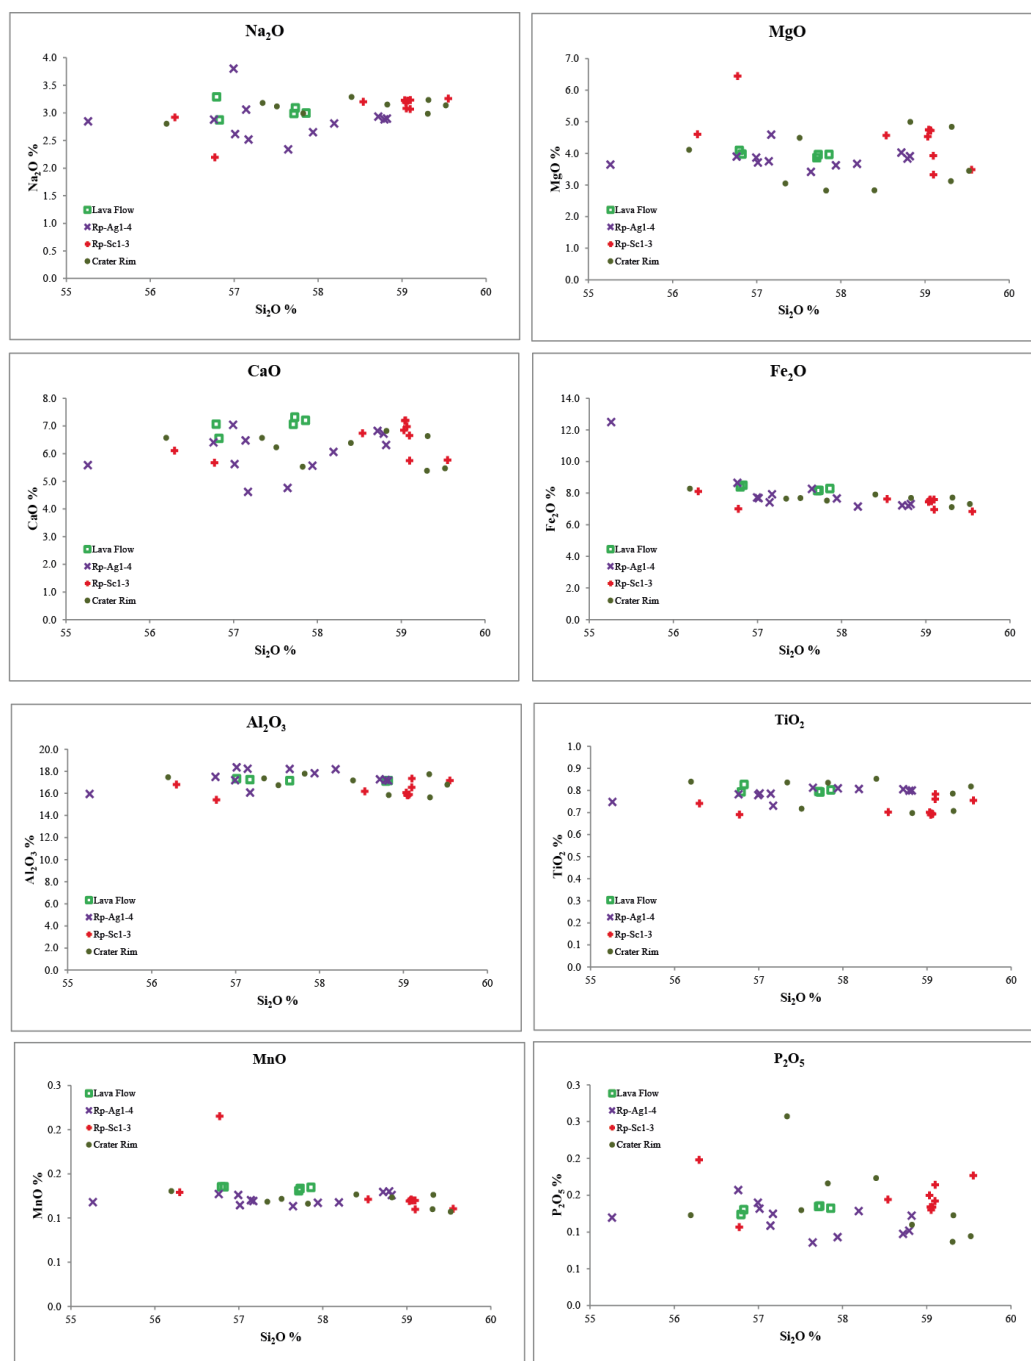 Na₂O
4.0
3.5
3.0
2.5
2.0
1.5
1.0
0.5
0.0
Na₂O %
Lava Flow
Rp-Ag1-4
Rp-Sc1-3
Crater Rim
55 56 57 58 59 60
Si₂O %
MgO
7.0
6.0
5.0
4.0
3.0
2.0
1.0
0.0
MgO %
Lava Flow
Rp-Ag1-4
Rp-Sc1-3
Crater Rim
55 56 57 58 59 60
Si₂O %
CaO
8.0
7.0
6.0
5.0
4.0
3.0
2.0
1.0
0.0
CaO %
Lava Flow
Rp-Ag1-4
Rp-Sc1-3
Crater Rim
55 56 57 58 59 60
Si₂O %
Fe₂O
14.0
12.0
10.0
8.0
6.0
4.0
2.0
0.0
Fe₂O %
Lava Flow
Rp-Ag1-4
Rp-Sc1-3
Crater Rim
55 56 57 58 59 60
Si₂O %
Al₂O₃
20.0
18.0
16.0
14.0
12.0
10.0
8.0
6.0
4.0
2.0
0.0
Al₂O₃ %
Lava Flow
Rp-Ag1-4
Rp-Sc1-3
Crater Rim
55 56 57 58 59 60
Si₂O %
TiO₂
1.0
0.9
0.8
0.7
0.6
0.5
0.4
0.3
0.2
0.1
0.0
TiO₂ %
Lava Flow
Rp-Ag1-4
Rp-Sc1-3
Crater Rim
55 56 57 58 59 60
Si₂O %
MnO
0.3
0.2
0.2
0.1
0.1
0.0
MnO %
Lava Flow
Rp-Ag1-4
Rp-Sc1-3
Crater Rim
55 56 57 58 59 60
Si₂O %
P₂O₅
0.3
0.3
0.2
0.2
0.1
0.1
0.0
P₂O₅ %
Lava Flow
Rp-Ag1-4
Rp-Sc1-3
Crater Rim
55 56 57 58 59 60
Si₂O %